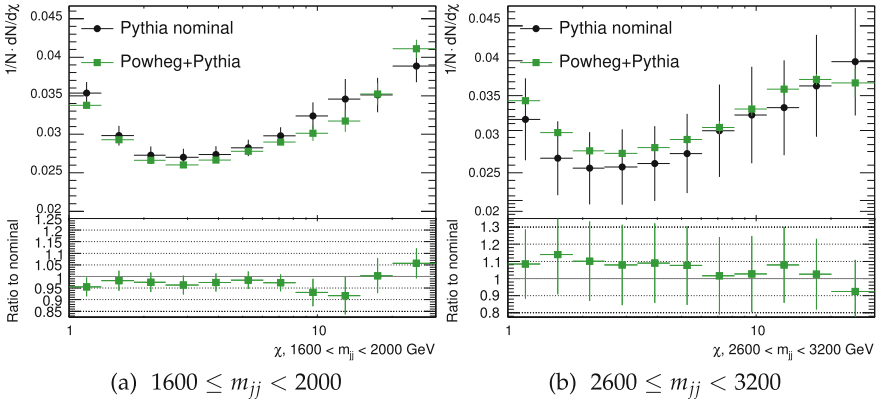 1/N· dN/dχ
0.045
0.04
0.035
0.03
0.025
0.02
Pythia nominal
Powheg+Pythia
Ratio to nominal
1.25
1.2
1.15
1.1
1.05
1
0.95
0.9
0.85
1
10
χ, 1600 < mjj < 2000 GeV
(a) 1600 ≤ mjj < 2000
1/N· dN/dχ
0.045
0.04
0.035
0.03
0.025
0.02
Pythia nominal
Powheg+Pythia
Ratio to nominal
1.3
1.2
1.1
1
0.9
0.8
1
10
χ, 2600 < mjj < 3200 GeV
(b) 2600 ≤ mjj < 3200